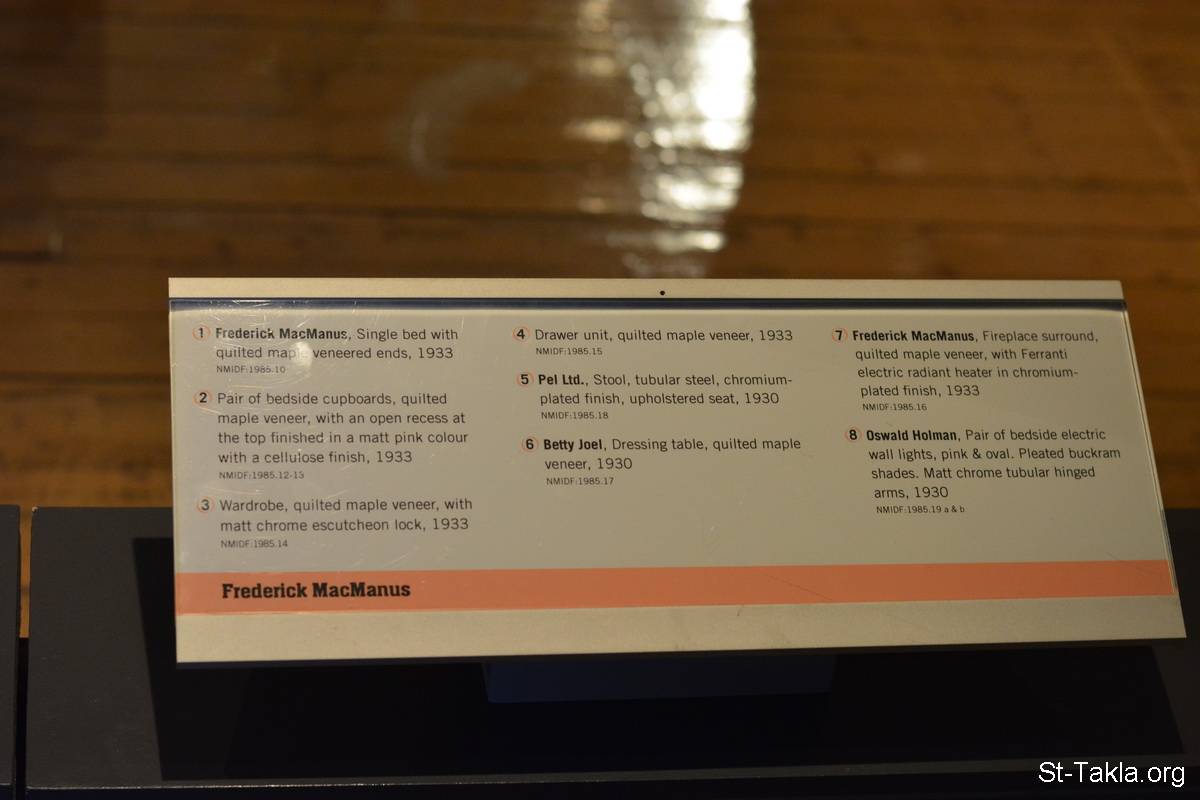 1 Frederick MacManus, Single bed with
quilted maple veneered ends, 1933
NMIDF:1985.10
2 Pair of bedside cupboards, quilted
maple veneer, with an open recess at
the top finished in a matt pink colour
with a cellulose finish, 1933
NMIDF:1985.12-13
3 Wardrobe, quilted maple veneer, with
matt chrome escutcheon lock, 1933
NMIDF:1985.14
4 Drawer unit, quilted maple veneer, 1933
NMIDF:1985.15
5 Pel Ltd., Stool, tubular steel, chromium-
plated finish, upholstered seat, 1930
NMIDF:1985.18
6 Betty Joel, Dressing table, quilted maple
veneer, 1930
NMIDF:1985.17
7 Frederick MacManus, Fireplace surround,
quilted maple veneer, with Ferranti
electric radiant heater in chromium-
plated finish, 1933
NMIDF:1985.16
8 Oswald Holman, Pair of bedside electric
wall lights, pink & oval. Pleated buckram
shades. Matt chrome tubular hinged
arms, 1930
NMIDF:1985.19 a & b
Frederick MacManus
St-Takla.org